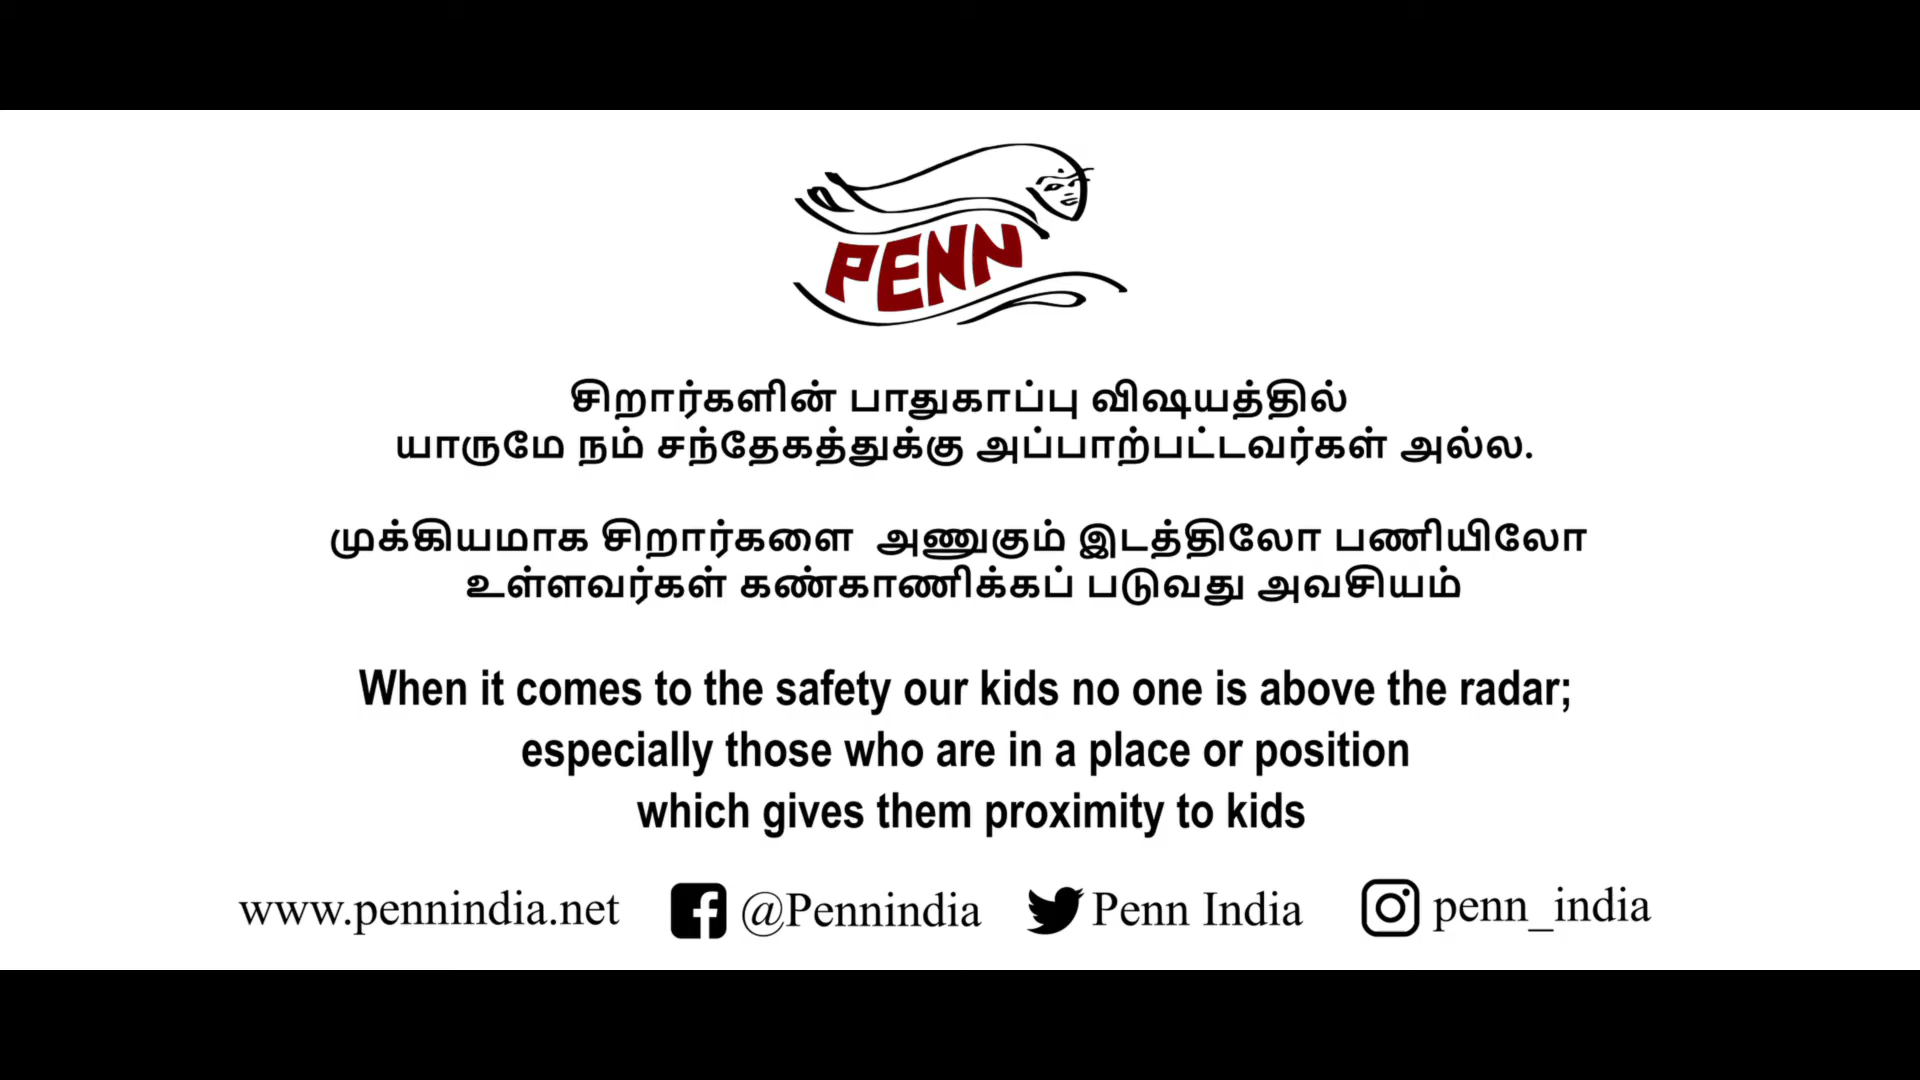 PENN
சிறார்களின் பாதுகாப்பு விஷயத்தில்
யாருமே நம் சந்தேகத்துக்கு அப்பாற்பட்டவர்கள் அல்ல.
முக்கியமாக சிறார்களை அணுகும் இடத்திலோ பணியிலோ
உள்ளவர்கள் கண்காணிக்கப் படுவது அவசியம்
When it comes to the safety our kids no one is above the radar;
especially those who are in a place or position
which gives them proximity to kids
www.pennindia.net @Pennindia Penn India penn_india